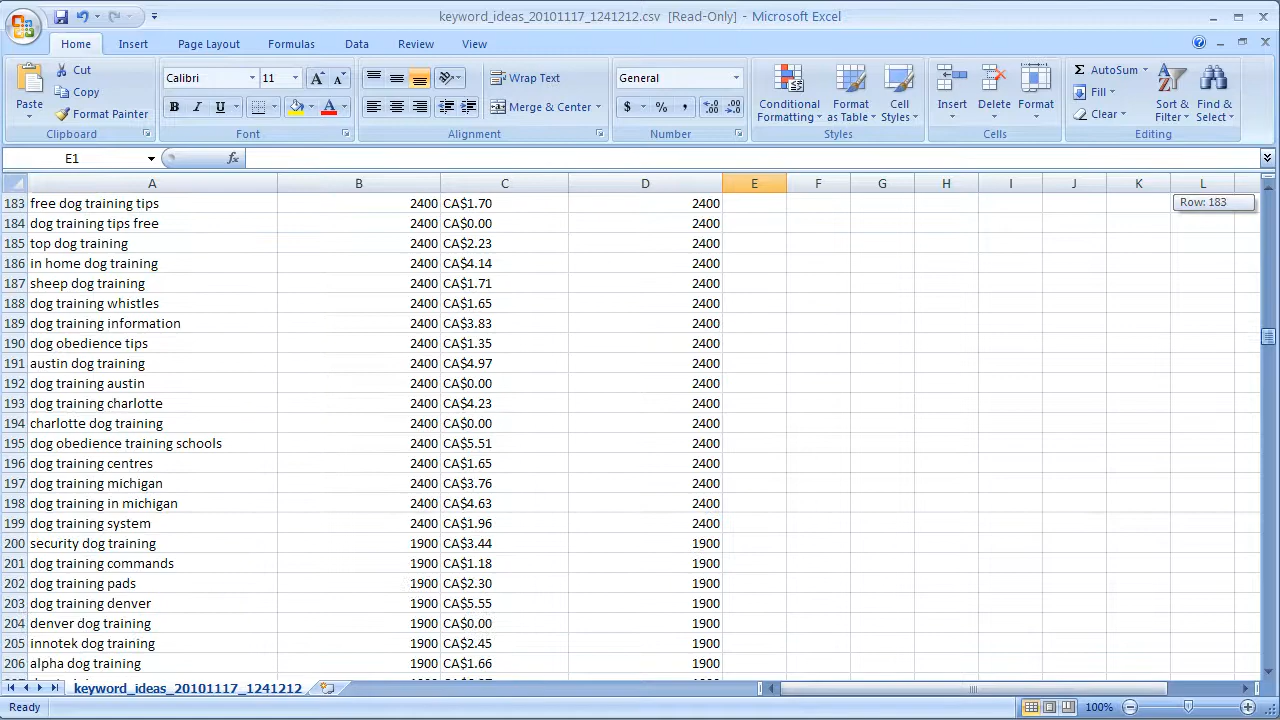 keyword_ideas_20101117_1241212.csv [Read-Only] - Microsoft Excel
Home Insert Page Layout Formulas Data Review View
Cut Calibri 11 Wrap Text General AutoSum
Paste Copy Conditional Formatting Format as Table Cell Styles Insert Delete Format Fill Sort & Filter Find & Select
Format Painter B I U A Merge & Center $ % , Clear
Clipboard Font Alignment Number Styles Cells Editing
E1 fx
A B C D E F G H I J K L
183 free dog training tips 2400 CA$1.70 2400 Row: 183
184 dog training tips free 2400 CA$0.00 2400
185 top dog training 2400 CA$2.23 2400
186 in home dog training 2400 CA$4.14 2400
187 sheep dog training 2400 CA$1.71 2400
188 dog training whistles 2400 CA$1.65 2400
189 dog training information 2400 CA$3.83 2400
190 dog obedience tips 2400 CA$1.35 2400
191 austin dog training 2400 CA$4.97 2400
192 dog training austin 2400 CA$0.00 2400
193 dog training charlotte 2400 CA$4.23 2400
194 charlotte dog training 2400 CA$0.00 2400
195 dog obedience training schools 2400 CA$5.51 2400
196 dog training centres 2400 CA$1.65 2400
197 dog training michigan 2400 CA$3.76 2400
198 dog training in michigan 2400 CA$4.63 2400
199 dog training system 2400 CA$1.96 2400
200 security dog training 1900 CA$3.44 1900
201 dog training commands 1900 CA$1.18 1900
202 dog training pads 1900 CA$2.30 1900
203 dog training denver 1900 CA$5.55 1900
204 denver dog training 1900 CA$0.00 1900
205 innotek dog training 1900 CA$2.45 1900
206 alpha dog training 1900 CA$1.66 1900
keyword_ideas_20101117_1241212
Ready 100%